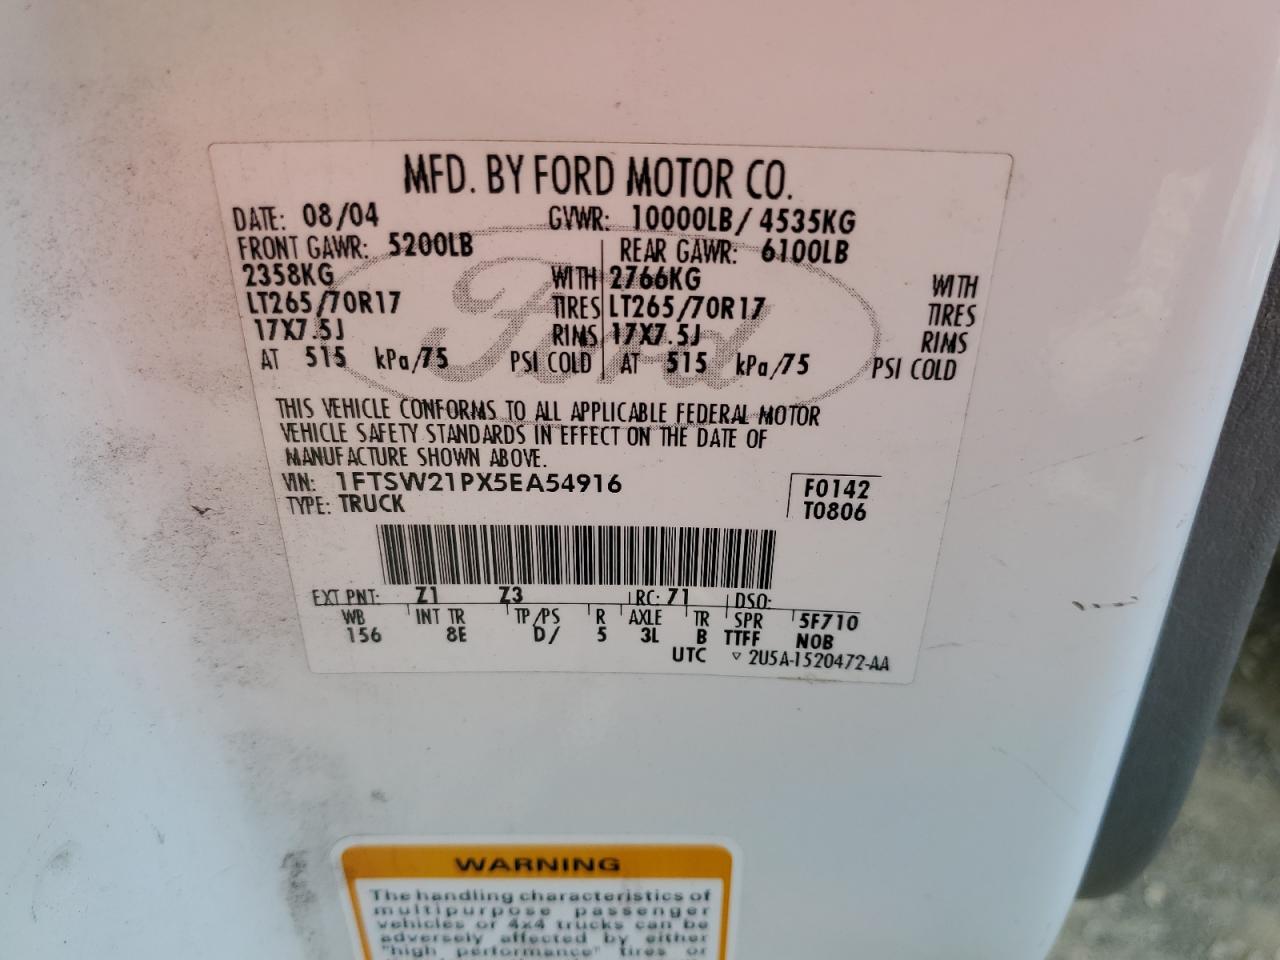 MFD. BY FORD MOTOR CO.
DATE: 08/04 GVWR: 10000LB/ 4535KG
FRONT GAWR: 5200LB REAR GAWR: 6100LB
2358KG WITH 2766KG WITH
LT265/70R17 TIRES LT265/70R17 TIRES
17X7.5J RIMS 17X7.5J RIMS
AT 515 kPa/75 PSI COLD AT 515 kPa/75 PSI COLD
Ford
THIS VEHICLE CONFORMS TO ALL APPLICABLE FEDERAL MOTOR
VEHICLE SAFETY STANDARDS IN EFFECT ON THE DATE OF
MANUFACTURE SHOWN ABOVE.
VIN: 1FTSW21PX5EA54916 F0142
TYPE: TRUCK T0806
EXT PNT: Z1 Z3 RC: 71 DSO:
WB INT TR TP/PS R AXLE TR SPR 5F710
156 8E D/ 5 3L B TTFF N0B
UTC ▽ 2U5A-1520472-AA
WARNING
The handling characteristics of
multipurpose passenger
vehicles or 4x4 trucks can be
adversely affected by either
"high performance" tires or